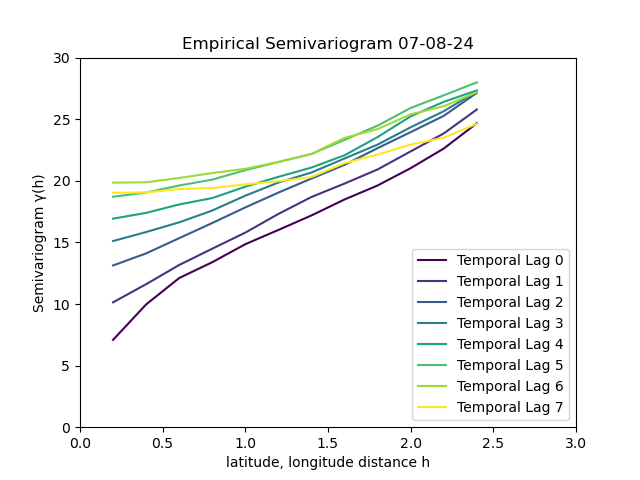 Empirical Semivariogram 07-08-24
30
25
20
15
10
5
0
Semivariogram γ(h)
Temporal Lag 0
Temporal Lag 1
Temporal Lag 2
Temporal Lag 3
Temporal Lag 4
Temporal Lag 5
Temporal Lag 6
Temporal Lag 7
0.0 0.5 1.0 1.5 2.0 2.5 3.0
latitude, longitude distance h